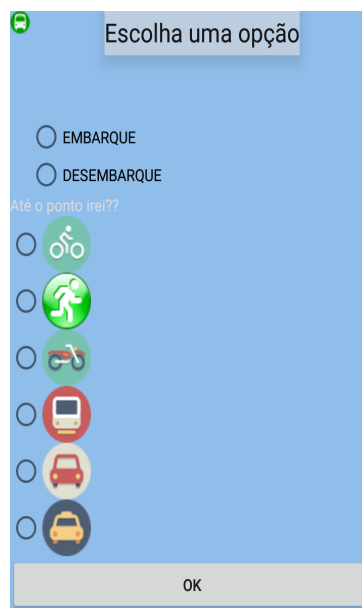 Escolha uma opção
EMBARQUE
DESEMBARQUE
Até o ponto irei??
OK